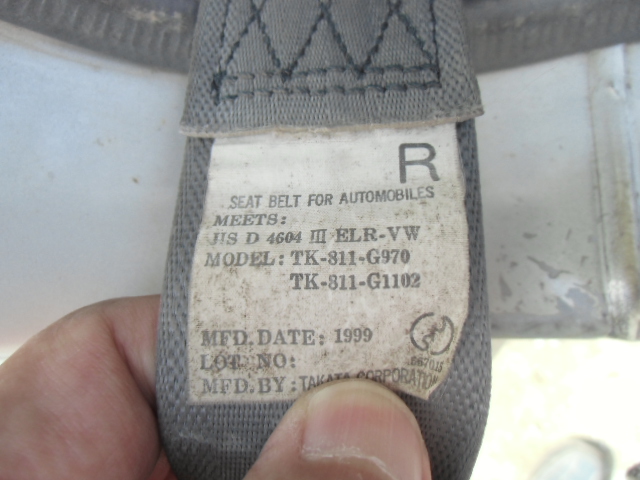 R
SEAT BELT FOR AUTOMOBILES
MEETS:
JIS D 4604 III ELR-VW
MODEL: TK-811-G970
TK-811-G1102
MFD. DATE: 1999
LOT NO:
MFD. BY: TAKATA CORPORATION